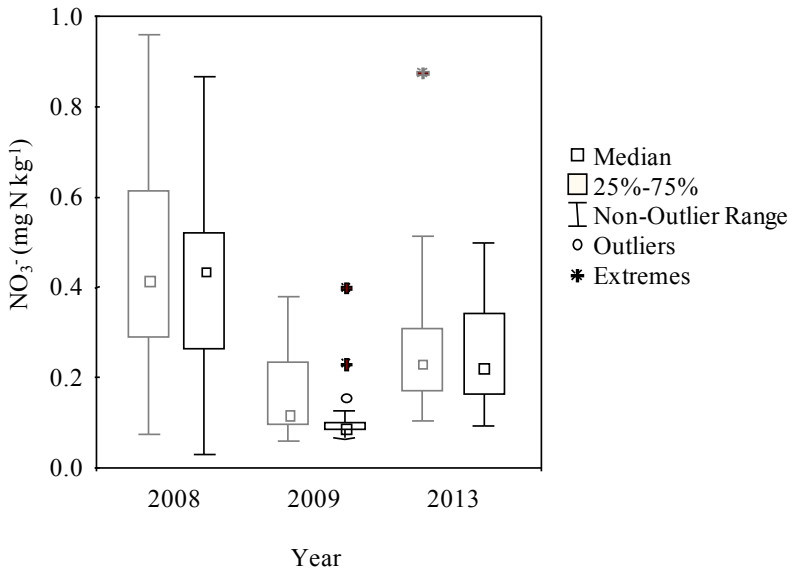 1.0
0.8
0.6
0.4
0.2
0.0
NO₃⁻ (mg N kg⁻¹)
2008 2009 2013
Year
Median
25%-75%
Non-Outlier Range
Outliers
Extremes